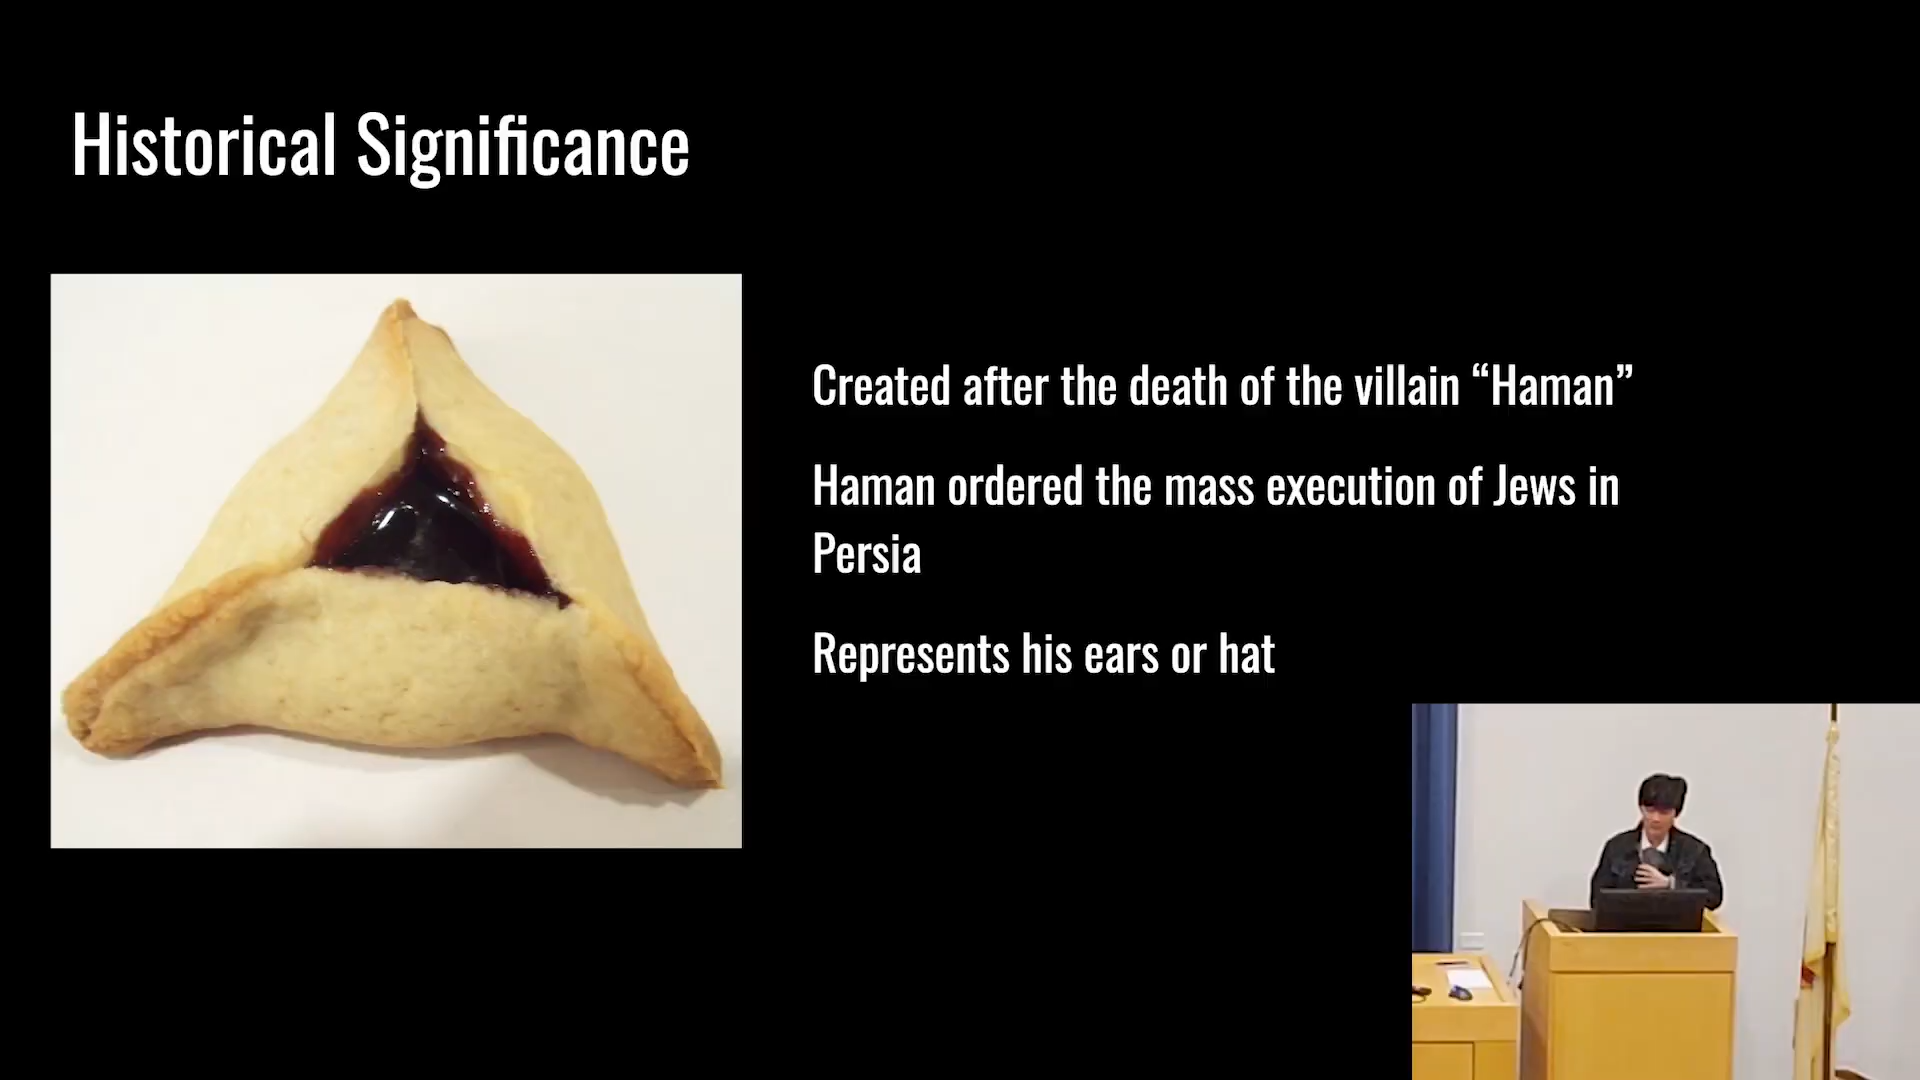 Historical Significance
Created after the death of the villain “Haman”
Haman ordered the mass execution of Jews in
Persia
Represents his ears or hat